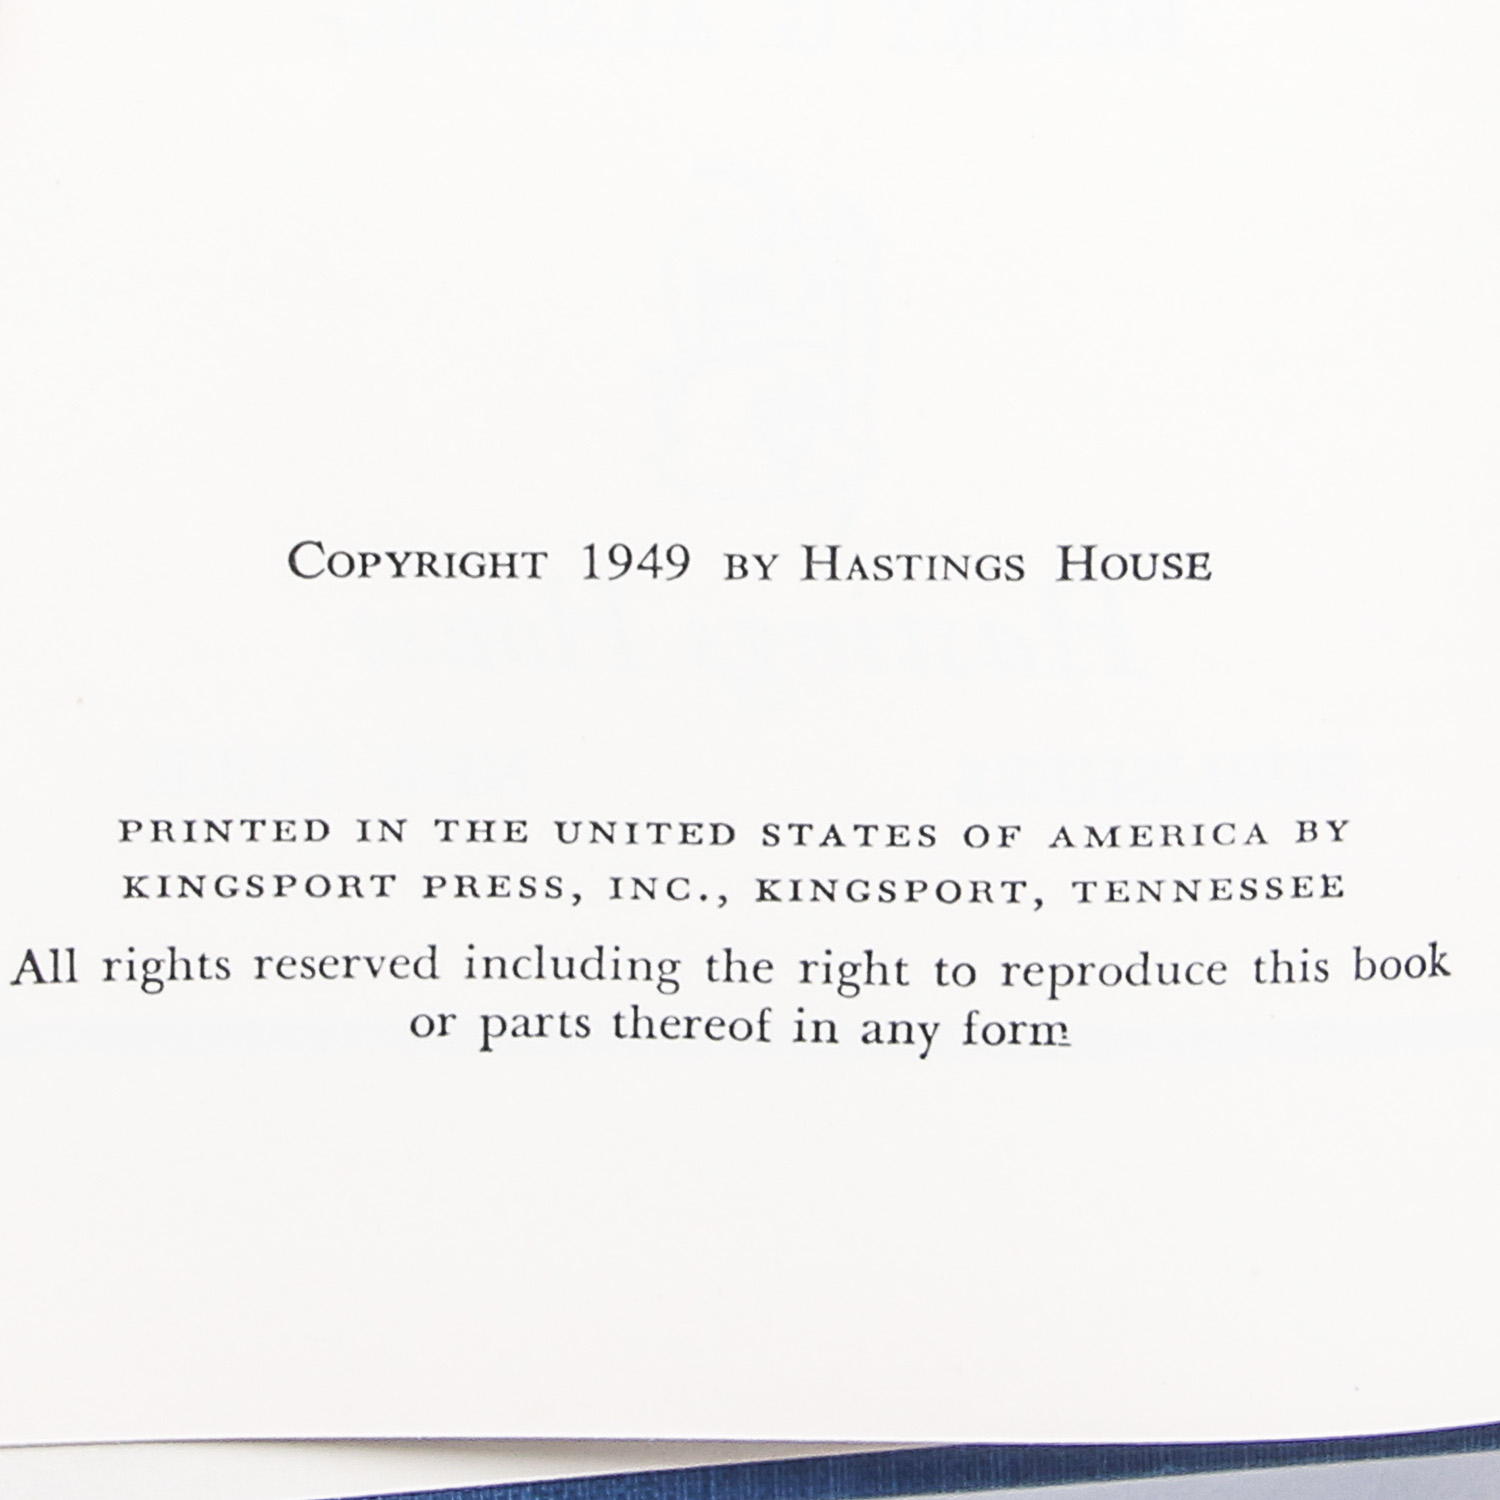 Copyright 1949 by Hastings House
PRINTED IN THE UNITED STATES OF AMERICA BY
KINGSPORT PRESS, INC., KINGSPORT, TENNESSEE
All rights reserved including the right to reproduce this book
or parts thereof in any form